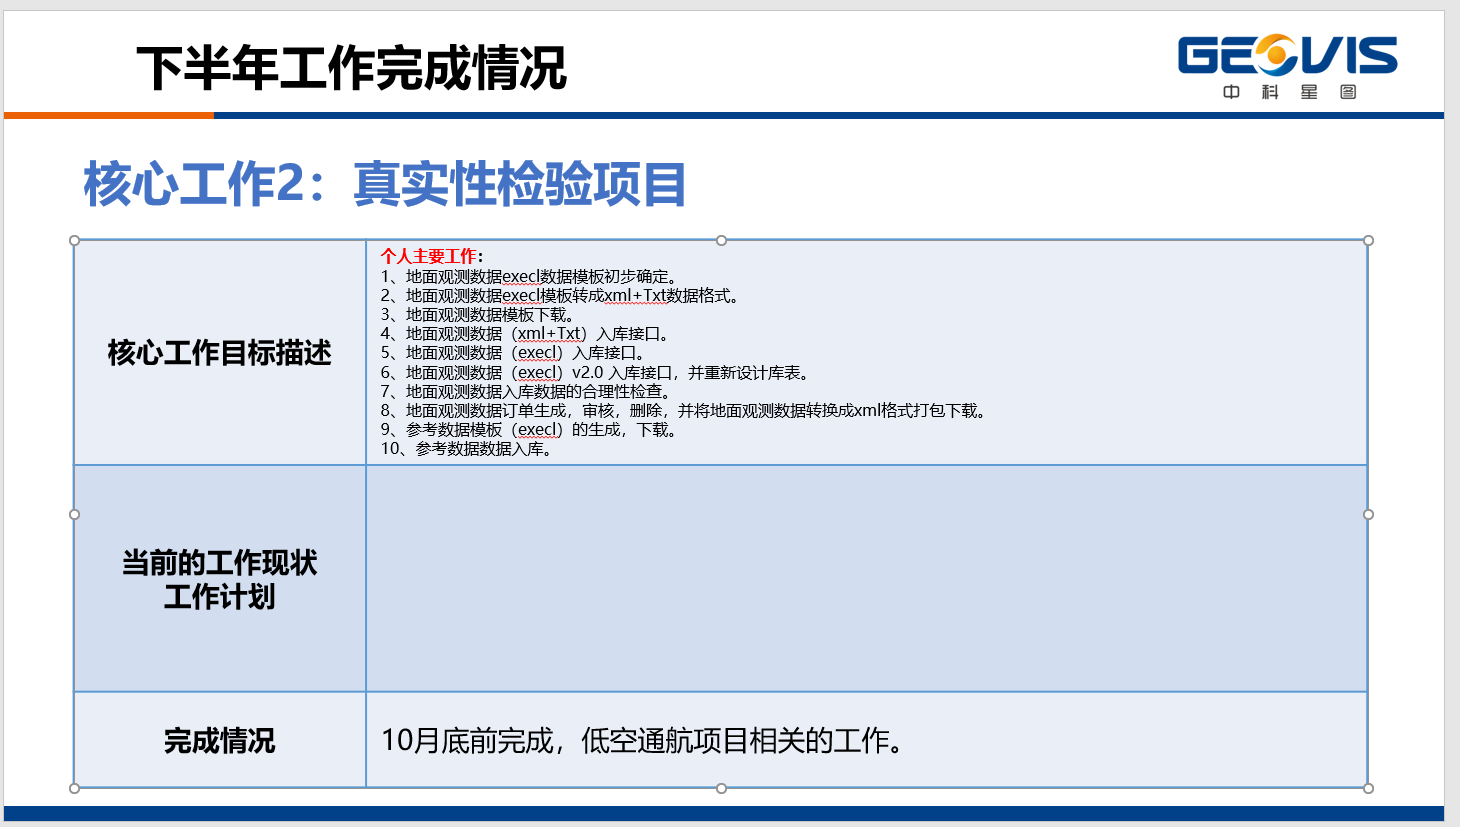 下半年工作完成情况
GEOVIS
中科星图
核心工作2：真实性检验项目
核心工作目标描述
个人主要工作：
1、地面观测数据execl数据模板初步确定。
2、地面观测数据execl模板转成xml+Txt数据格式。
3、地面观测数据模板下载。
4、地面观测数据（xml+Txt）入库接口。
5、地面观测数据（execl）入库接口。
6、地面观测数据（execl）v2.0 入库接口，并重新设计库表。
7、地面观测数据入库数据的合理性检查。
8、地面观测数据订单生成，审核，删除，并将地面观测数据转换成xml格式打包下载。
9、参考数据模板（execl）的生成，下载。
10、参考数据数据入库。
当前的工作现状
工作计划
完成情况
10月底前完成，低空通航项目相关的工作。